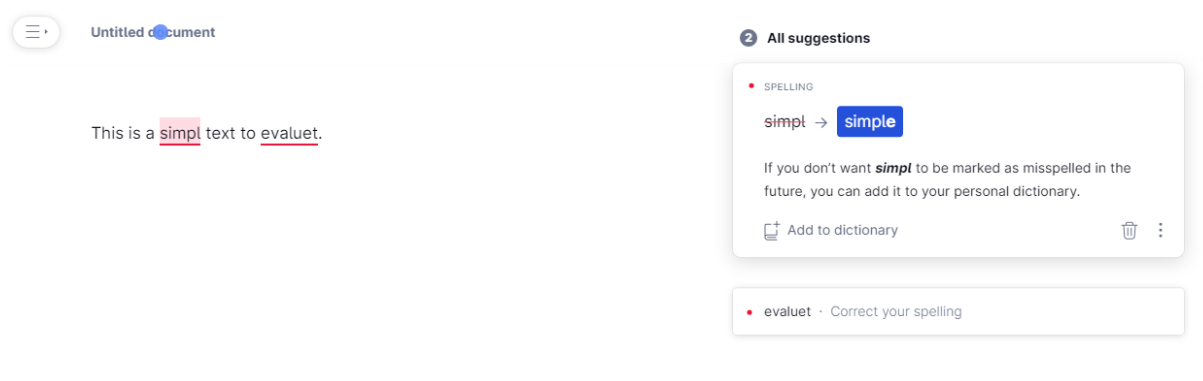 Untitled document
This is a simpl text to evaluet.
2 All suggestions
SPELLING
simpl → simple
If you don’t want simpl to be marked as misspelled in the
future, you can add it to your personal dictionary.
Add to dictionary
evaluet · Correct your spelling